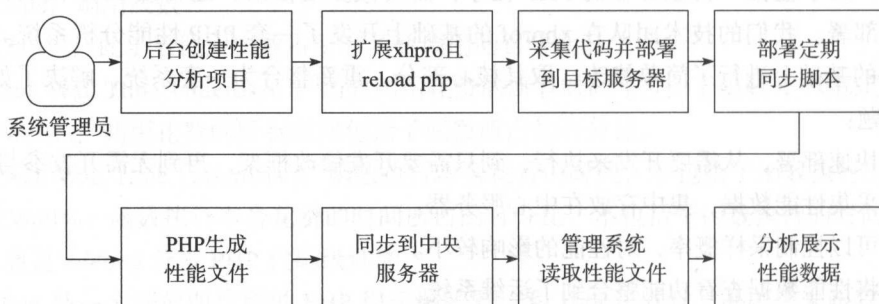 后台创建性能
分析项目
扩展xhpro且
reload php
采集代码并部署
到目标服务器
部署定期
同步脚本
系统管理员
PHP生成
性能文件
同步到中央
服务器
管理系统
读取性能文件
分析展示
性能数据